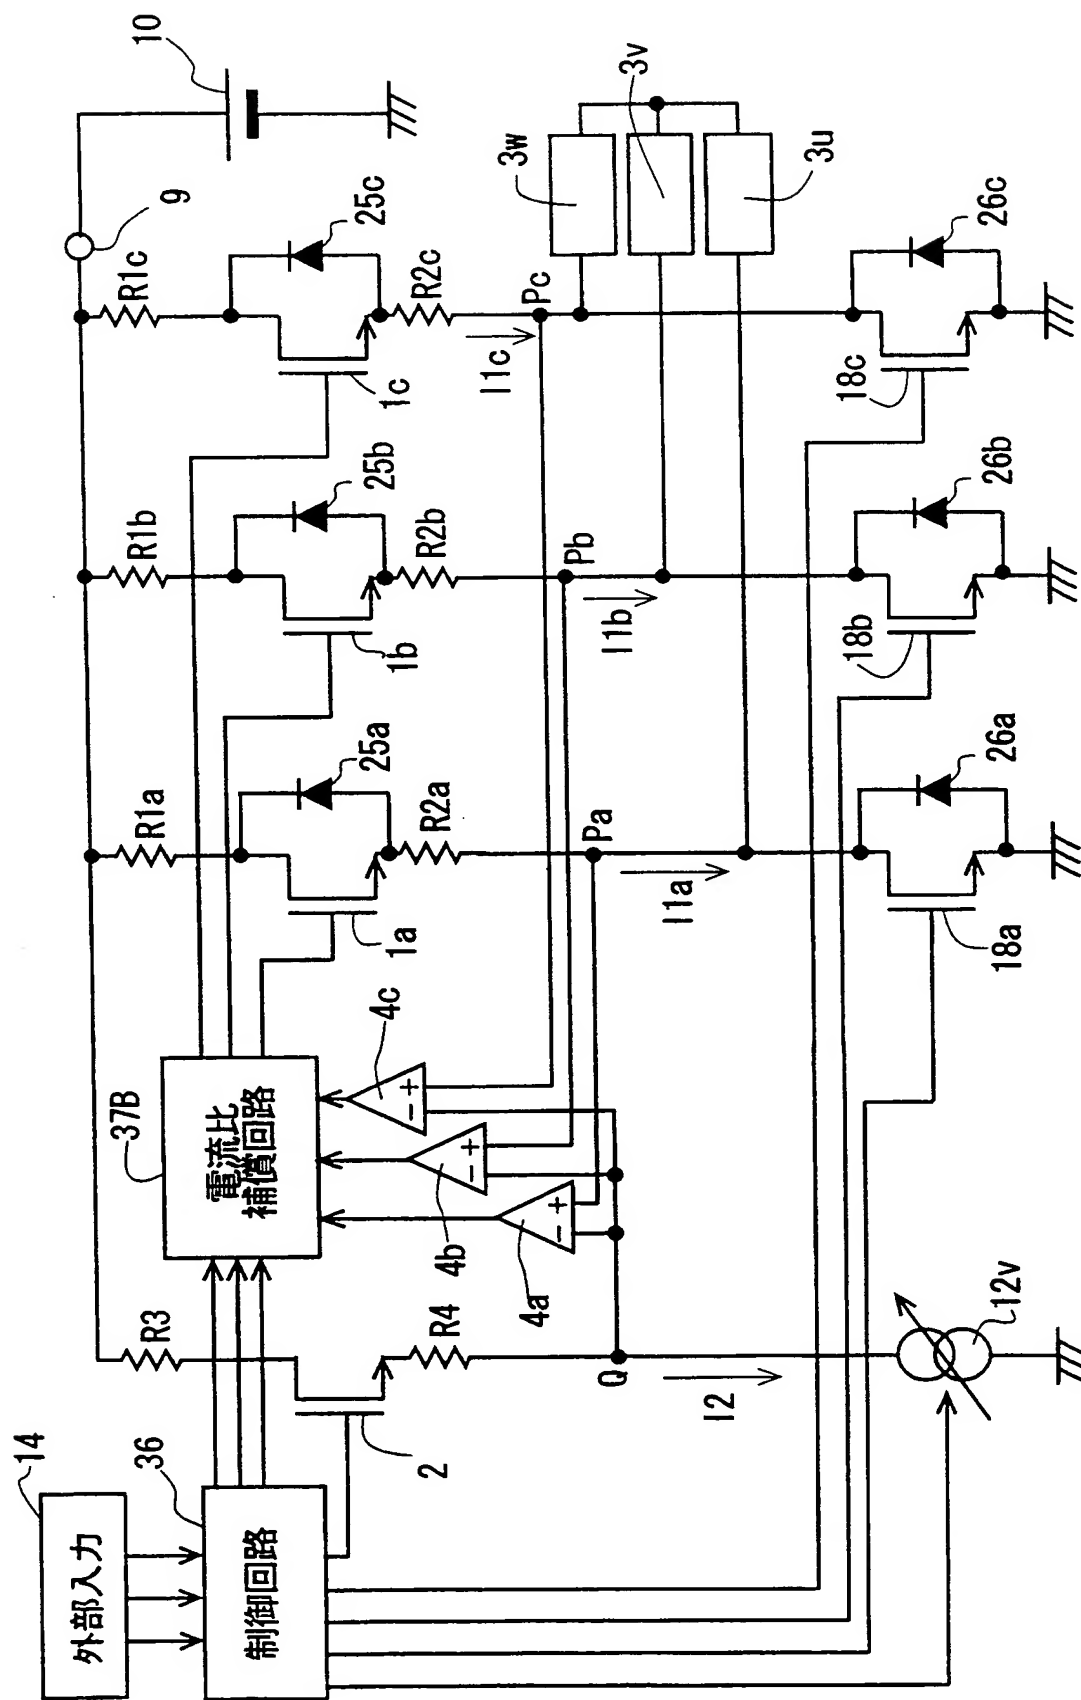 14
外部入力
36
制御回路
2
R3
R4
Q
I2
12v
37B
電流比
補償回路
4a
4b
4c
－ ＋
－ ＋
－ ＋
R1a
25a
1a
R2a
Pa
I1a
18a
26a
R1b
25b
1b
R2b
Pb
I1b
18b
26b
R1c
25c
1c
R2c
Pc
I1c
18c
26c
9
10
3w
3v
3u